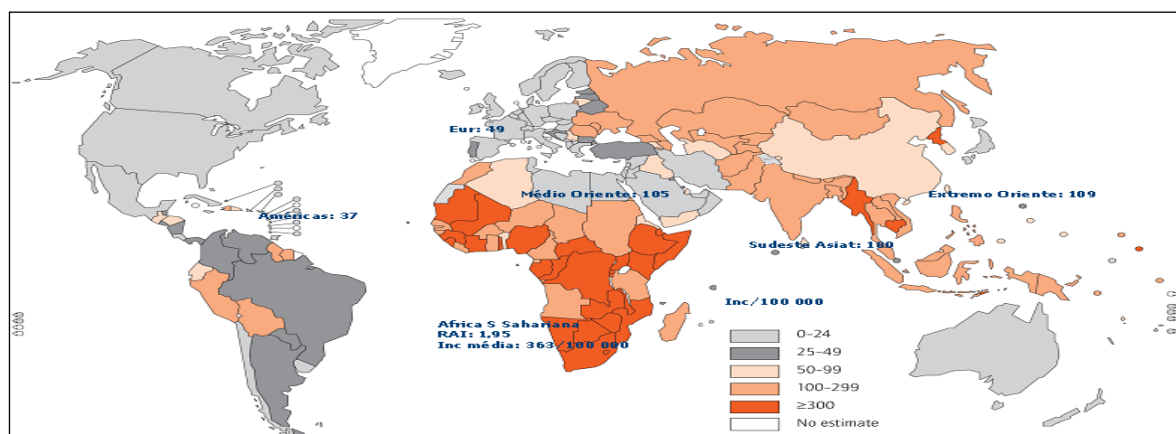 Eur: 49
Médio Oriente: 105
Extremo Oriente: 109
Américas: 37
Sudeste Asiat: 180
Inc/100 000
Africa S Sahariana
RAI: 1,95
Inc média: 363/100 000
0–24
25–49
50–99
100–299
≥300
No estimate